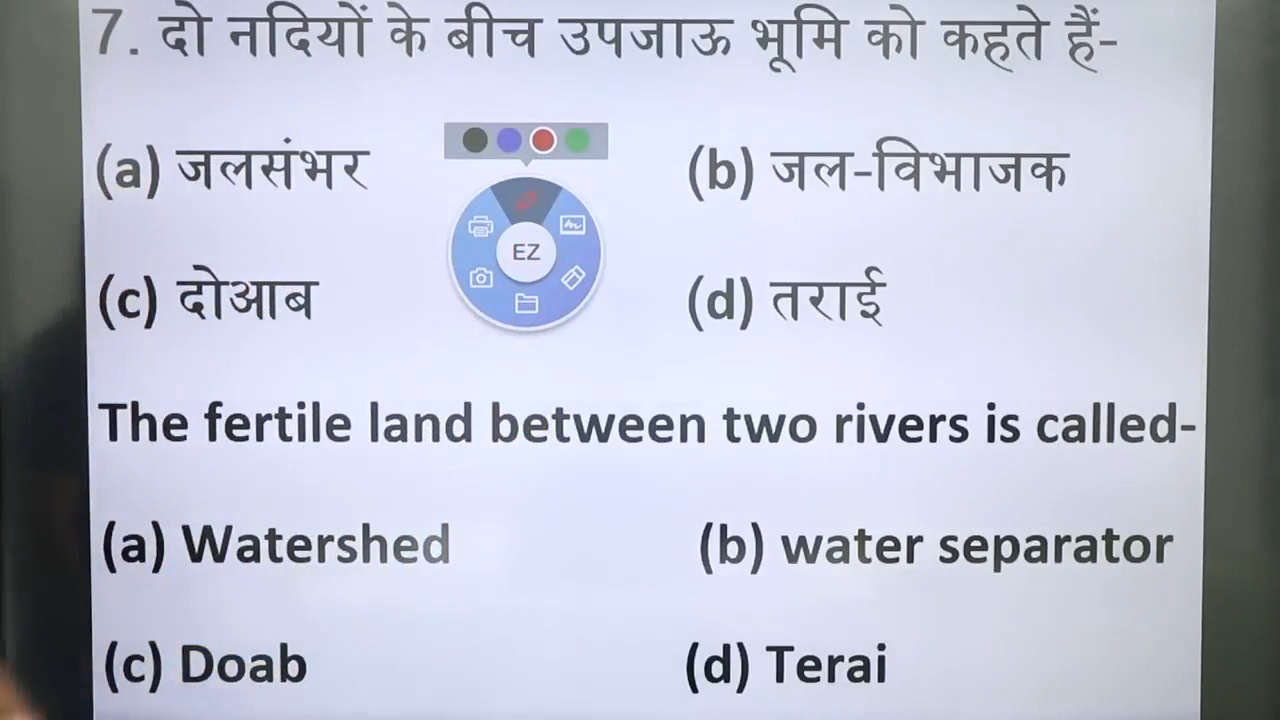 7. दो नदियों के बीच उपजाऊ भूमि को कहते हैं-
(a) जलसंभर (b) जल-विभाजक
EZ
(c) दोआब (d) तराई
The fertile land between two rivers is called-
(a) Watershed (b) water separator
(c) Doab (d) Terai